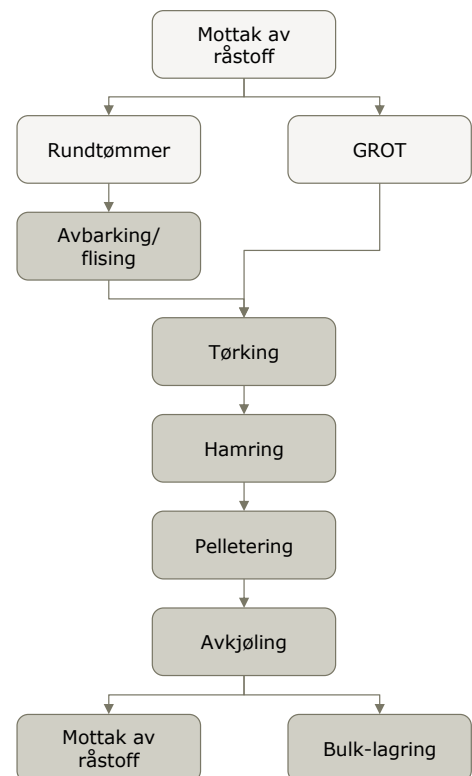 Mottak av
råstoff
Rundtømmer
GROT
Avbarking/
flising
Tørking
Hamring
Pelletering
Avkjøling
Mottak av
råstoff
Bulk-lagring